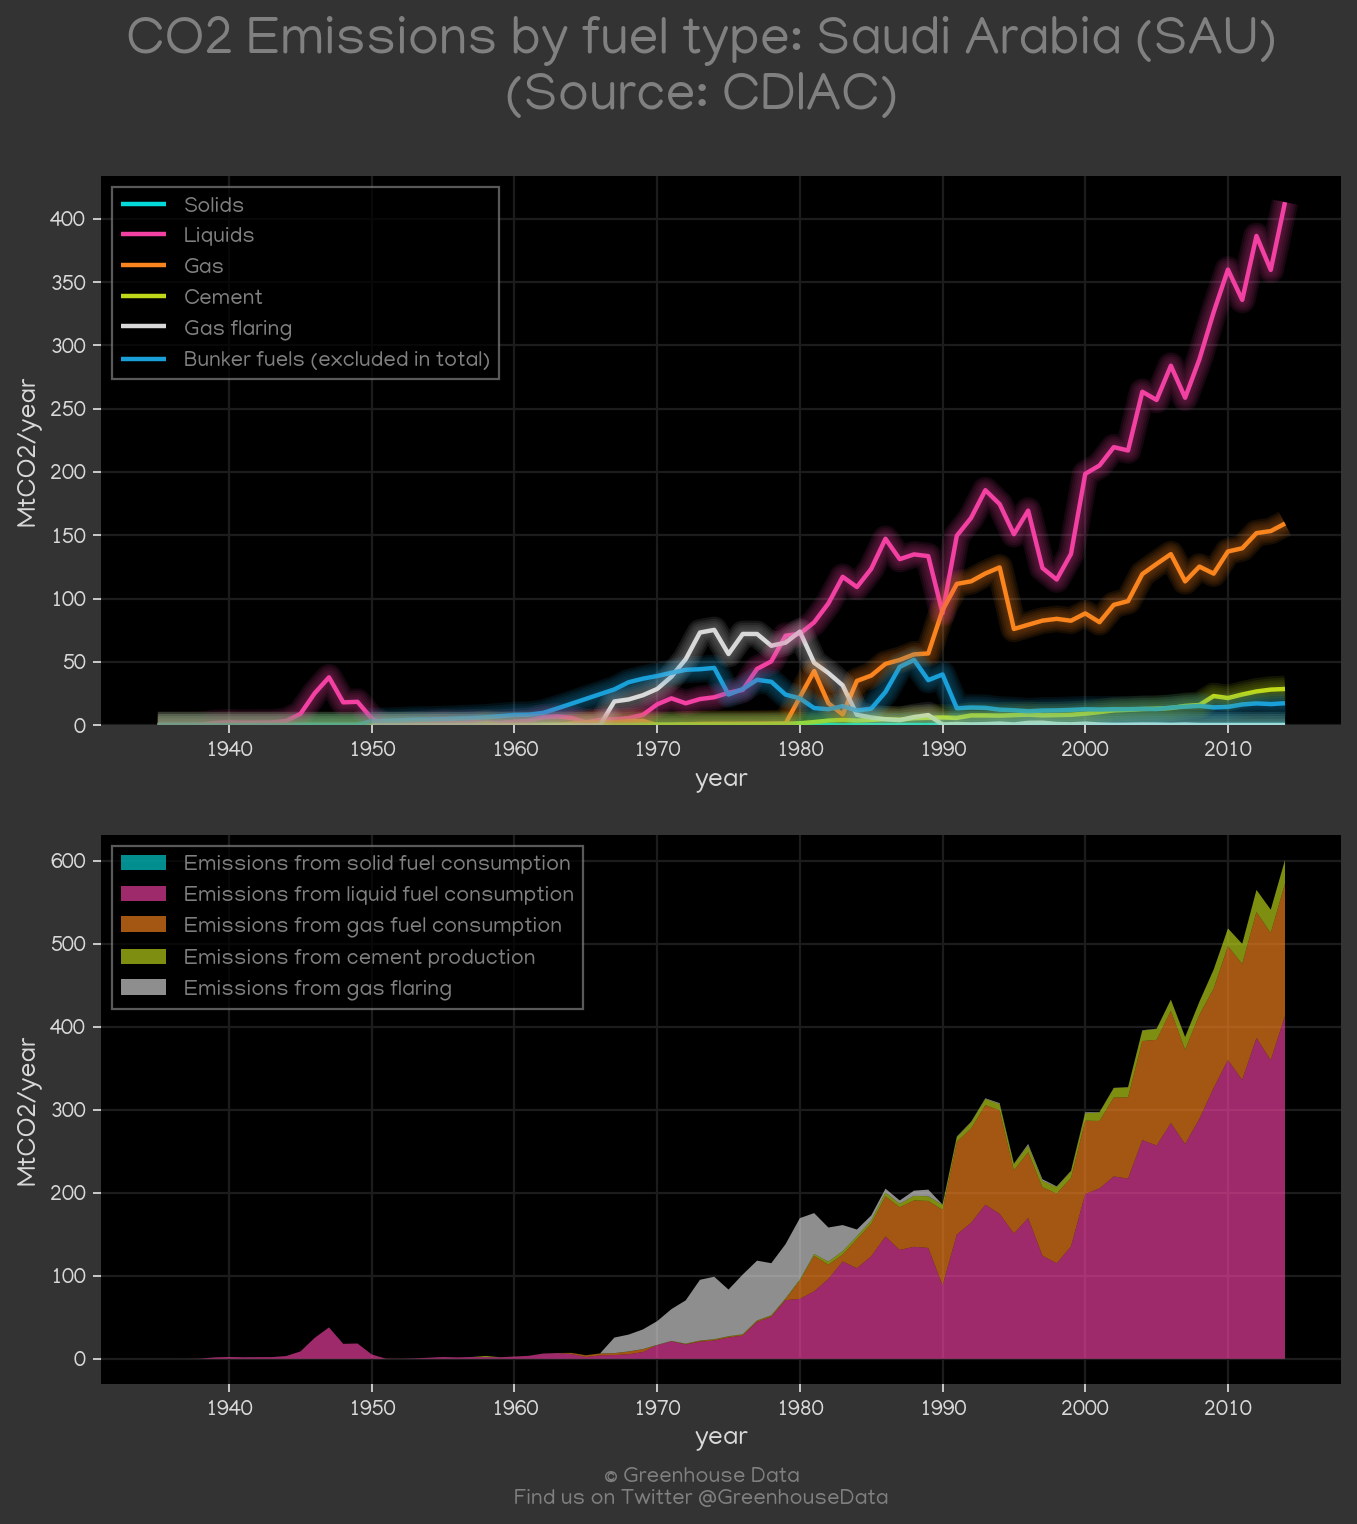 CO2 Emissions by fuel type: Saudi Arabia (SAU)
(Source: CDIAC)
Solids
Liquids
Gas
Cement
Gas flaring
Bunker fuels (excluded in total)
MtCO2/year
400
350
300
250
200
150
100
50
0
1940 1950 1960 1970 1980 1990 2000 2010
year
Emissions from solid fuel consumption
Emissions from liquid fuel consumption
Emissions from gas fuel consumption
Emissions from cement production
Emissions from gas flaring
MtCO2/year
600
500
400
300
200
100
0
1940 1950 1960 1970 1980 1990 2000 2010
year
© Greenhouse Data
Find us on Twitter @GreenhouseData